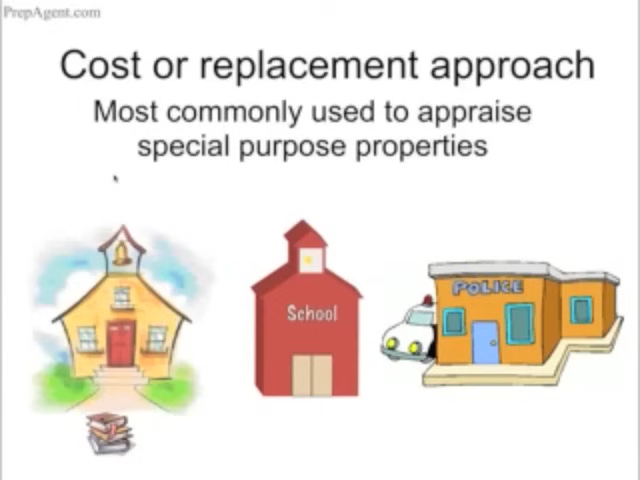 PrepAgent.com
Cost or replacement approach
Most commonly used to appraise
special purpose properties
School
POLICE